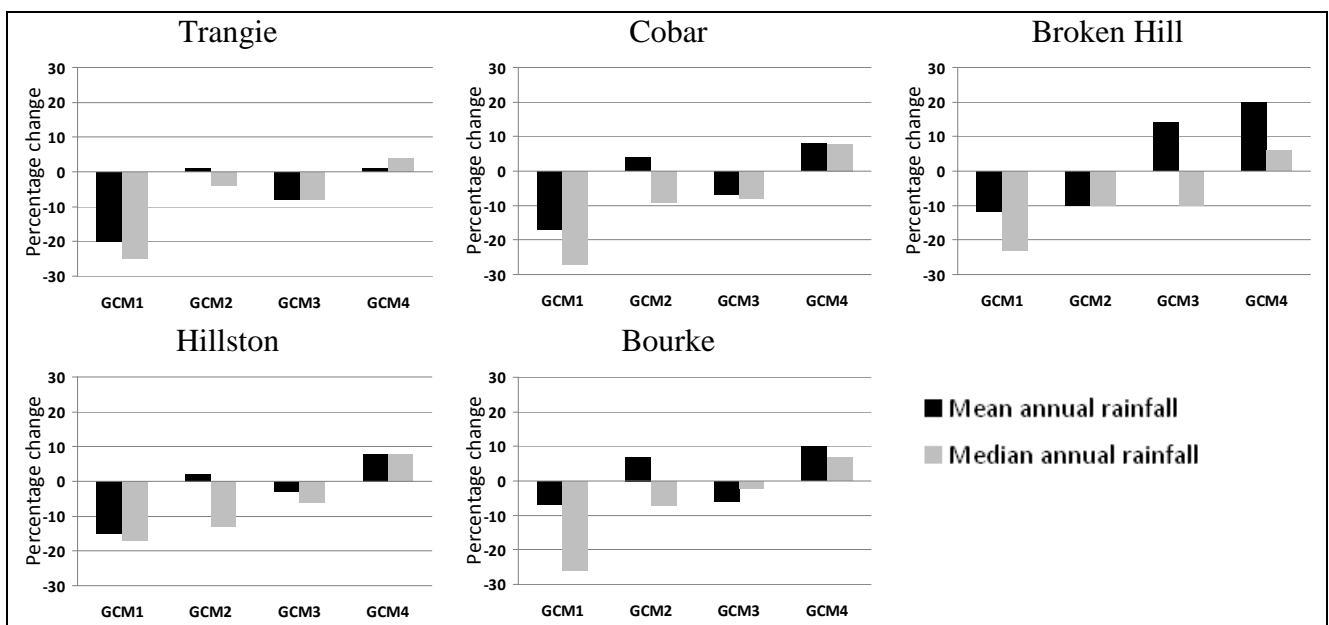 Trangie
Percentage change
30
20
10
0
-10
-20
-30
GCM1 GCM2 GCM3 GCM4
Cobar
Percentage change
30
20
10
0
-10
-20
-30
GCM1 GCM2 GCM3 GCM4
Broken Hill
Percentage change
30
20
10
0
-10
-20
-30
GCM1 GCM2 GCM3 GCM4
Hillston
Percentage change
30
20
10
0
-10
-20
-30
GCM1 GCM2 GCM3 GCM4
Bourke
Percentage change
30
20
10
0
-10
-20
-30
GCM1 GCM2 GCM3 GCM4
Mean annual rainfall
Median annual rainfall